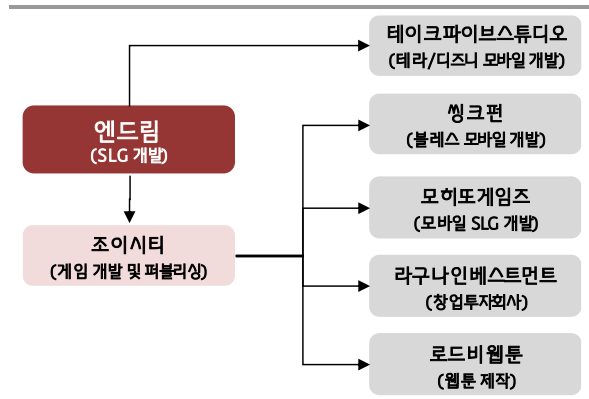 테이크파이브스튜디오
(테라/디즈니 모바일 개발)
엔드림
(SLG 개발)
씽크펀
(블레스 모바일 개발)
모히또게임즈
(모바일 SLG 개발)
조이시티
(게임 개발 및 퍼블리싱)
라구나인베스트먼트
(창업투자회사)
로드비웹툰
(웹툰 제작)